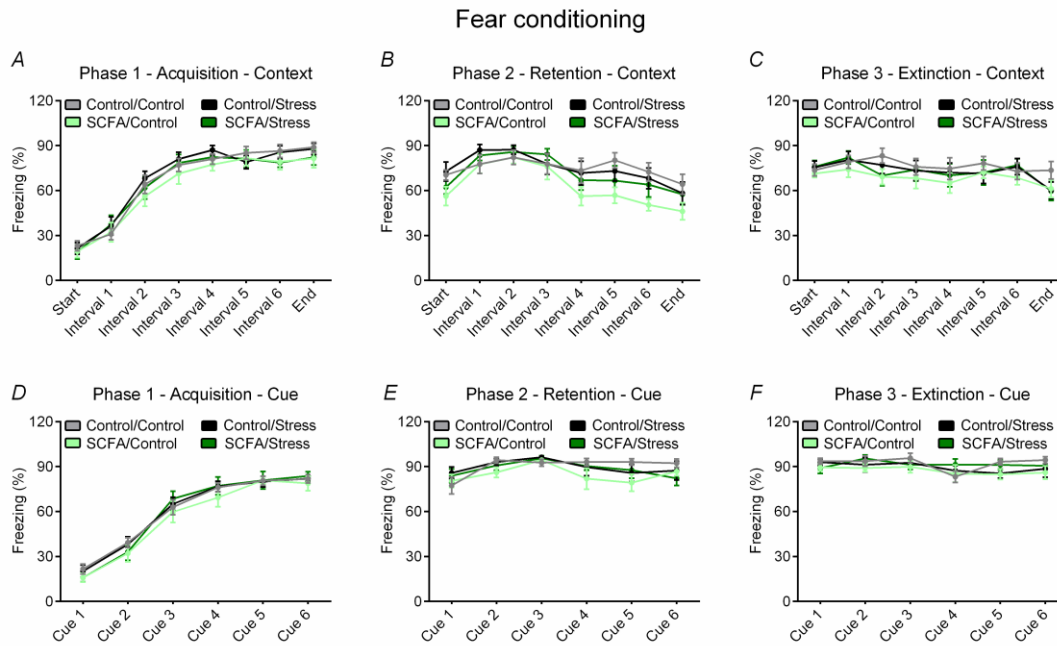 Fear conditioning
A
Phase 1 - Acquisition - Context
Control/Control
Control/Stress
SCFA/Control
SCFA/Stress
Freezing (%)
120
90
60
30
0
Start
Interval 1
Interval 2
Interval 3
Interval 4
Interval 5
Interval 6
End
B
Phase 2 - Retention - Context
Control/Control
Control/Stress
SCFA/Control
SCFA/Stress
Freezing (%)
120
90
60
30
0
Start
Interval 1
Interval 2
Interval 3
Interval 4
Interval 5
Interval 6
End
C
Phase 3 - Extinction - Context
Control/Control
Control/Stress
SCFA/Control
SCFA/Stress
Freezing (%)
120
90
60
30
0
Start
Interval 1
Interval 2
Interval 3
Interval 4
Interval 5
Interval 6
End
D
Phase 1 - Acquisition - Cue
Control/Control
Control/Stress
SCFA/Control
SCFA/Stress
Freezing (%)
120
90
60
30
0
Cue 1
Cue 2
Cue 3
Cue 4
Cue 5
Cue 6
E
Phase 2 - Retention - Cue
Control/Control
Control/Stress
SCFA/Control
SCFA/Stress
Freezing (%)
120
90
60
30
0
Cue 1
Cue 2
Cue 3
Cue 4
Cue 5
Cue 6
F
Phase 3 - Extinction - Cue
Control/Control
Control/Stress
SCFA/Control
SCFA/Stress
Freezing (%)
120
90
60
30
0
Cue 1
Cue 2
Cue 3
Cue 4
Cue 5
Cue 6